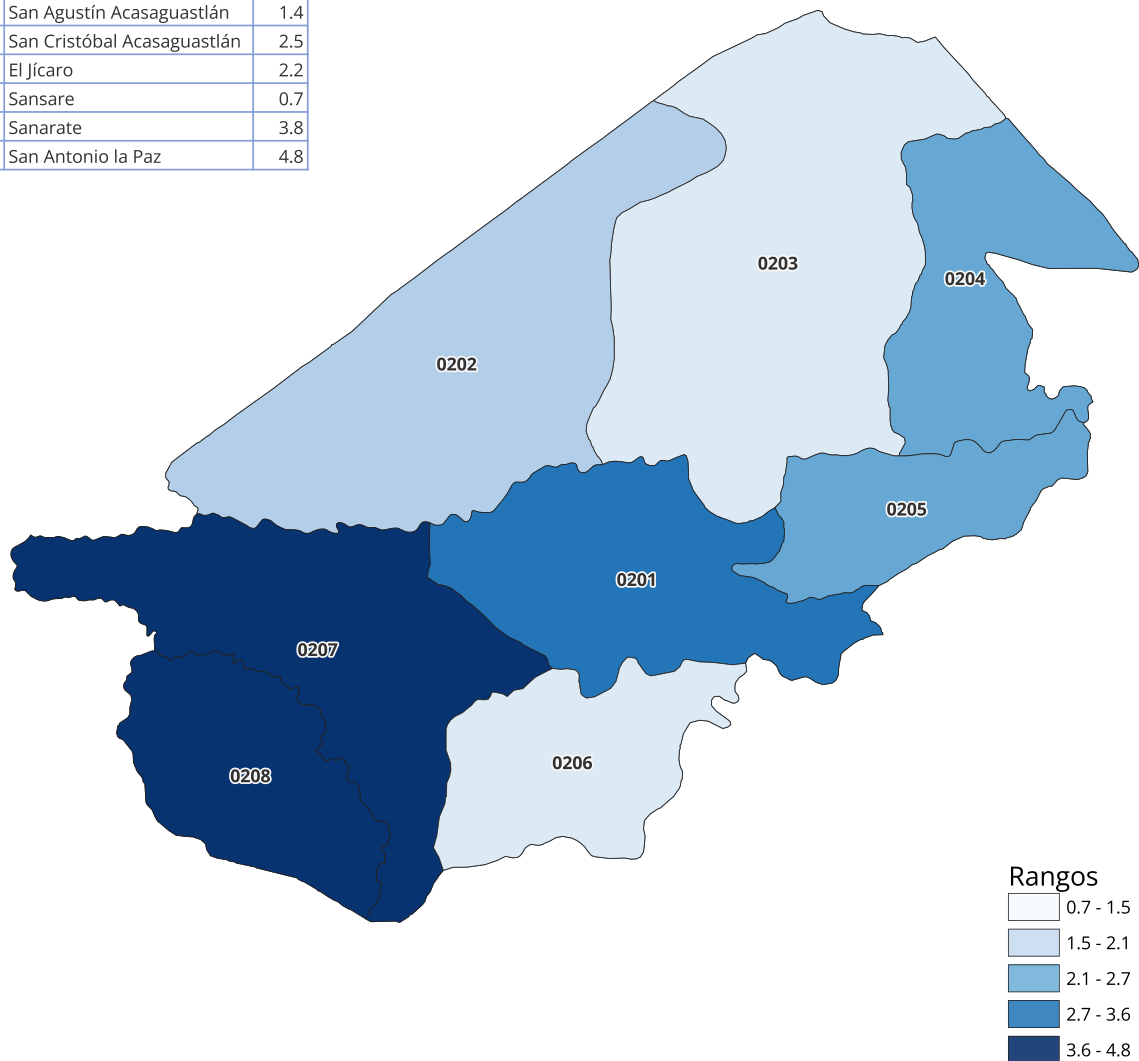 San Agustín Acasaguastlán 1.4
San Cristóbal Acasaguastlán 2.5
El Jícaro 2.2
Sansare 0.7
Sanarate 3.8
San Antonio la Paz 4.8
0203
0204
0202
0205
0201
0207
0206
0208
Rangos
0.7 - 1.5
1.5 - 2.1
2.1 - 2.7
2.7 - 3.6
3.6 - 4.8